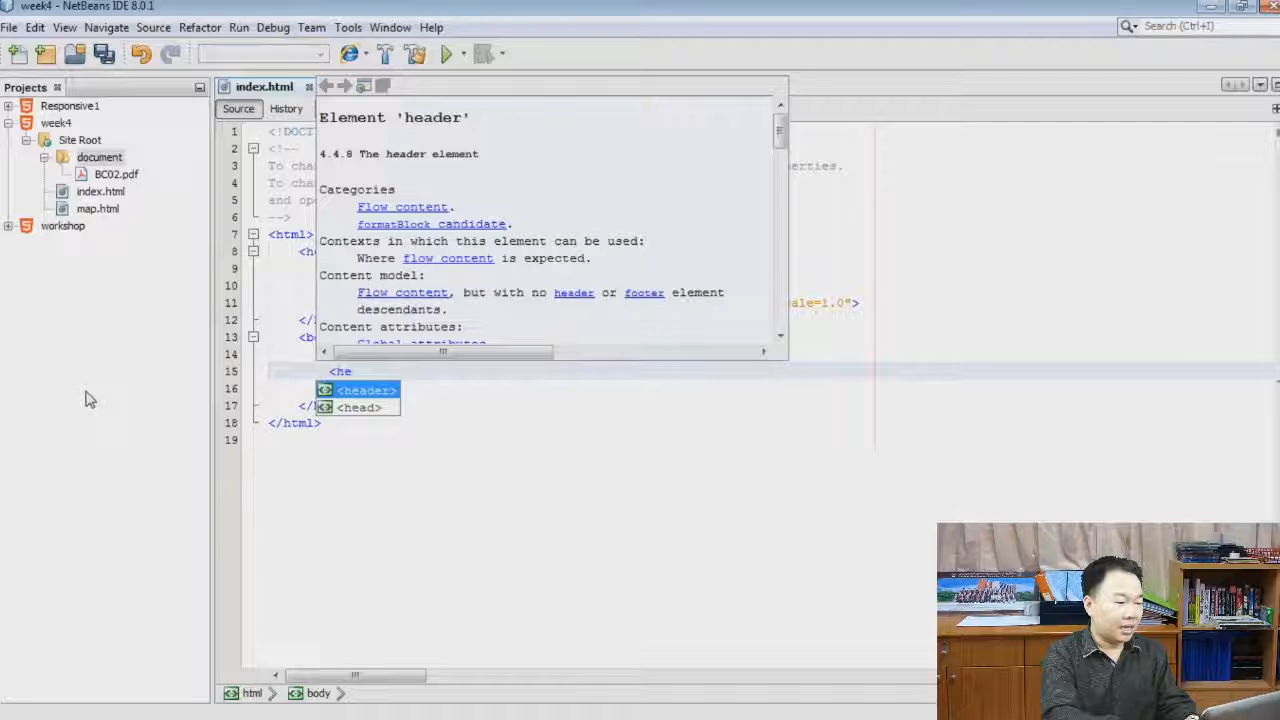 week4 - NetBeans IDE 8.0.1
File Edit View Navigate Source Refactor Run Debug Team Tools Window Help
Search (Ctrl+I)
Projects
index.html
Responsive1
week4
Site Root
document
BC02.pdf
index.html
map.html
workshop
Source History
Element 'header'
4.4.8 The header element
Categories
Flow content.
formatBlock candidate.
Contexts in which this element can be used:
Where flow content is expected.
Content model:
Flow content, but with no header or footer element
descendants.
Content attributes:
Global attributes
1 <!DOCT
2 <!--
3 To cha perties.
4 To cha
5 and ope
6 -->
7 <html>
8 <h
9
10
11 ale=1.0">
12 </
13 <b
14
15 <he
16 <header>
<head>
17 </
18 </html>
19
html body